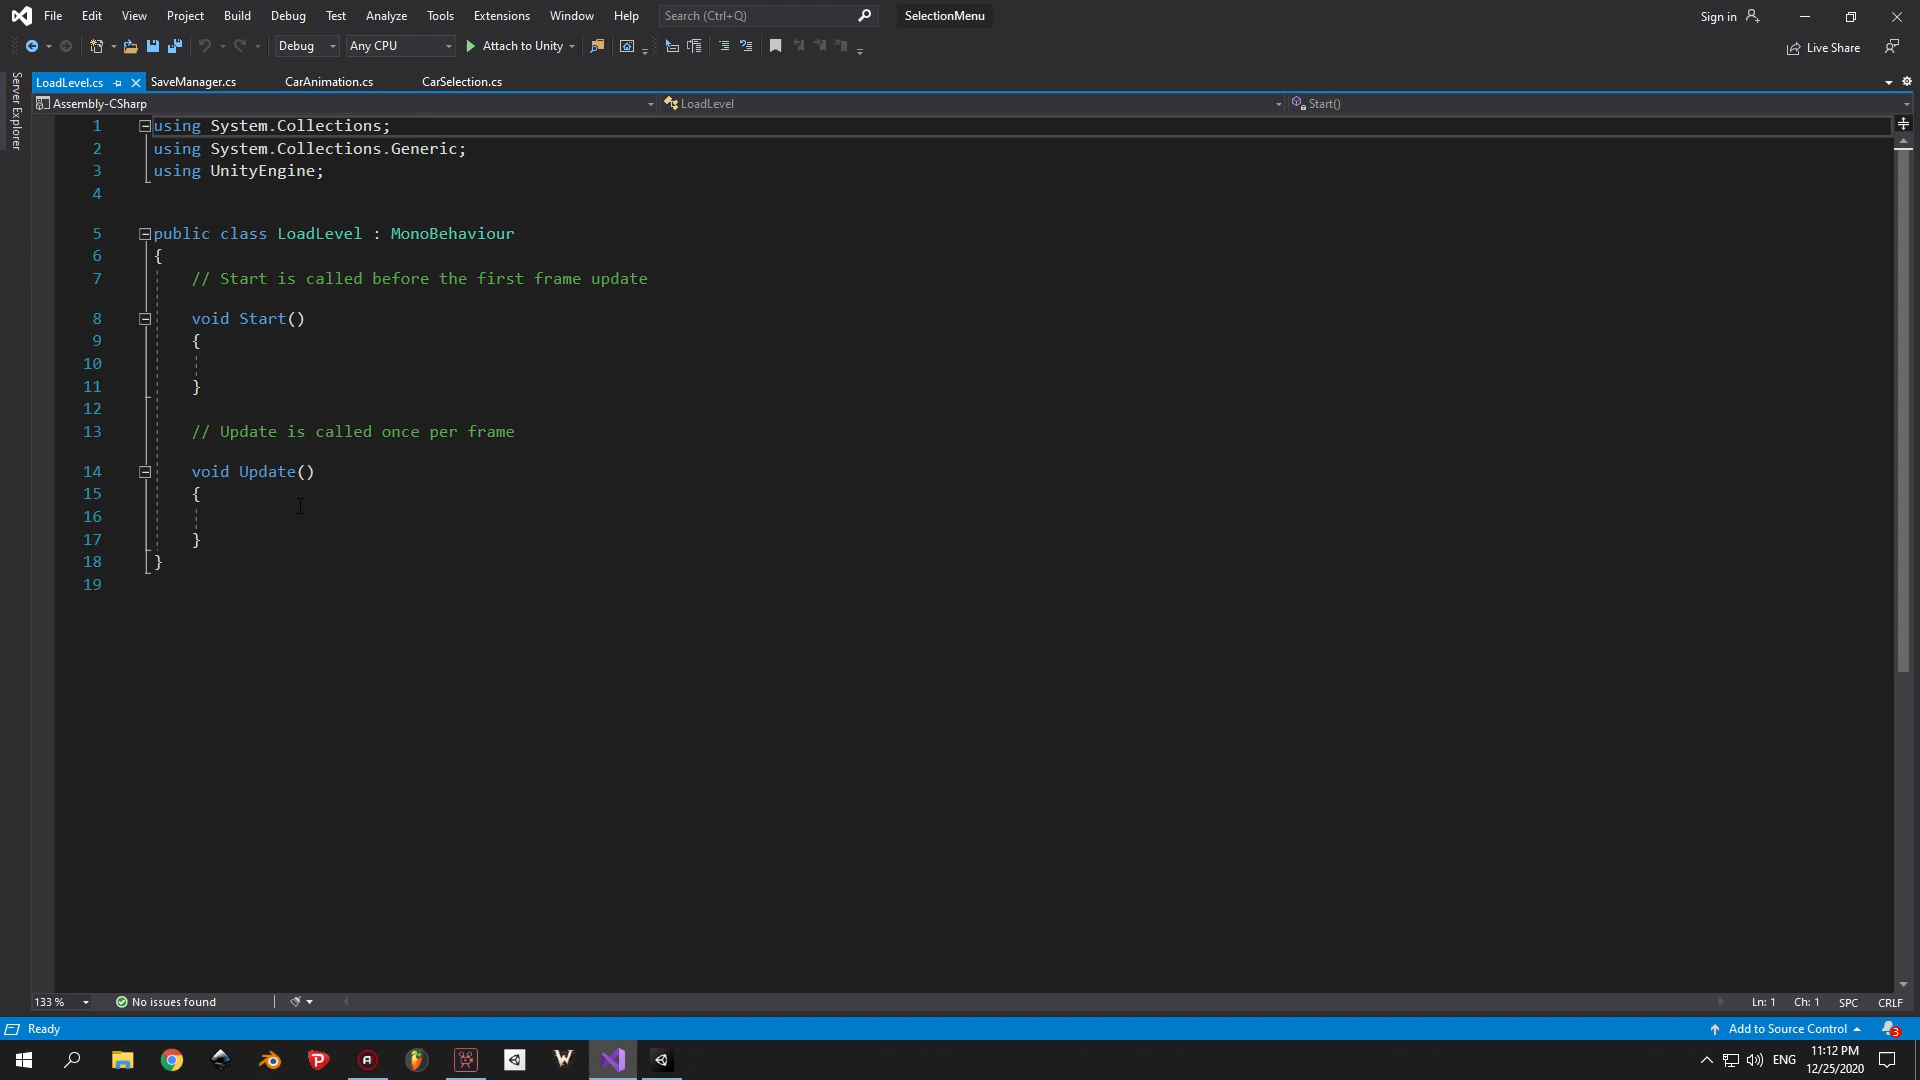 File Edit View Project Build Debug Test Analyze Tools Extensions Window Help Search (Ctrl+Q) SelectionMenu Sign in
Debug Any CPU Attach to Unity Live Share
Server Explorer
LoadLevel.cs SaveManager.cs CarAnimation.cs CarSelection.cs
Assembly-CSharp LoadLevel Start()
1 using System.Collections;
2 using System.Collections.Generic;
3 using UnityEngine;
4
5 public class LoadLevel : MonoBehaviour
6 {
7 // Start is called before the first frame update
8 void Start()
9 {
10
11 }
12
13 // Update is called once per frame
14 void Update()
15 {
16
17 }
18 }
19
133 % No issues found Ln: 1 Ch: 1 SPC CRLF
Ready Add to Source Control 3
ENG 11:12 PM
12/25/2020